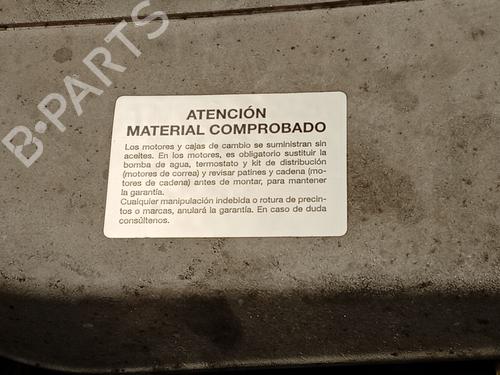 B-PARTS
ATENCIÓN
MATERIAL COMPROBADO
Los motores y cajas de cambio se suministran sin
aceites. En los motores, es obligatorio sustituir la
bomba de agua, termostato y kit de distribución
(motores de correa) y revisar patines y cadena (mo-
tores de cadena) antes de montar, para mantener
la garantía.
Cualquier manipulación indebida o rotura de precin-
tos o marcas, anulará la garantía. En caso de duda
consúltenos.